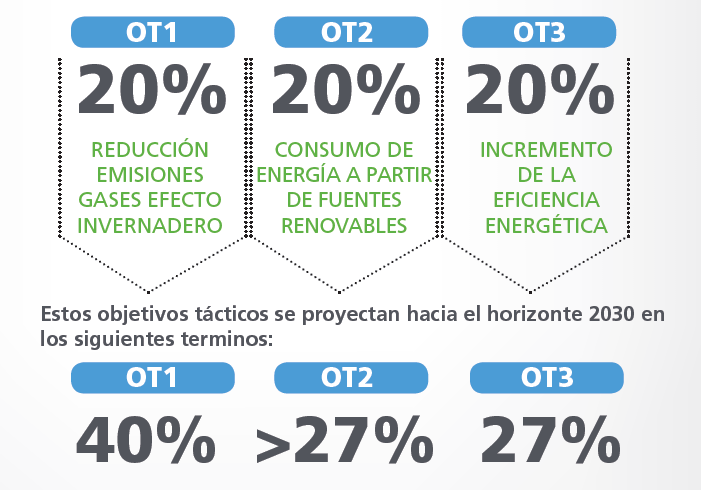 OT1 OT2 OT3
20% 20% 20%
REDUCCIÓN
EMISIONES
GASES EFECTO
INVERNADERO
CONSUMO DE
ENERGÍA A PARTIR
DE FUENTES
RENOVABLES
INCREMENTO
DE LA
EFICIENCIA
ENERGÉTICA
Estos objetivos tácticos se proyectan hacia el horizonte 2030 en
los siguientes terminos:
OT1 OT2 OT3
40% >27% 27%